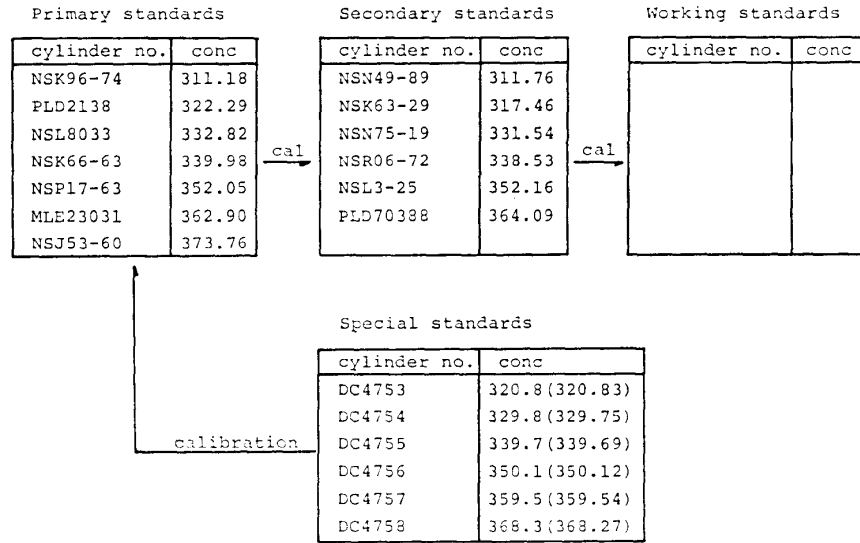 Primary standards
cylinder no. conc
NSK96-74 311.18
PLD2138 322.29
NSL8033 332.82
NSK66-63 339.98
NSP17-63 352.05
MLE23031 362.90
NSJ53-60 373.76
cal
Secondary standards
cylinder no. conc
NSN49-89 311.76
NSK63-29 317.46
NSN75-19 331.54
NSR06-72 338.53
NSL3-25 352.16
PLD70388 364.09
cal
Working standards
cylinder no. conc
Special standards
cylinder no. conc
DC4753 320.8(320.83)
DC4754 329.8(329.75)
DC4755 339.7(339.69)
DC4756 350.1(350.12)
DC4757 359.5(359.54)
DC4758 368.3(368.27)
calibration